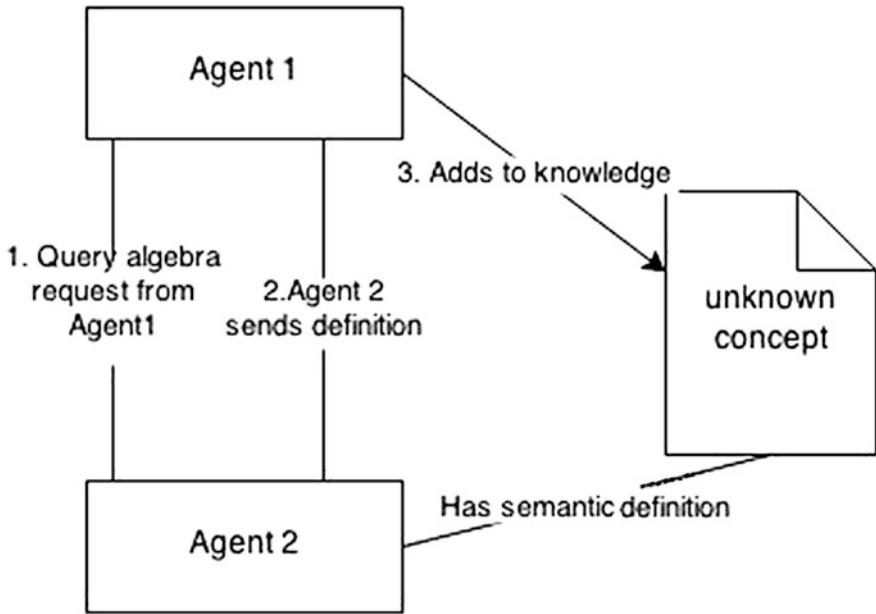 Agent 1
3. Adds to knowledge
1. Query algebra
request from
Agent1
2.Agent 2
sends definition
unknown
concept
Has semantic definition
Agent 2